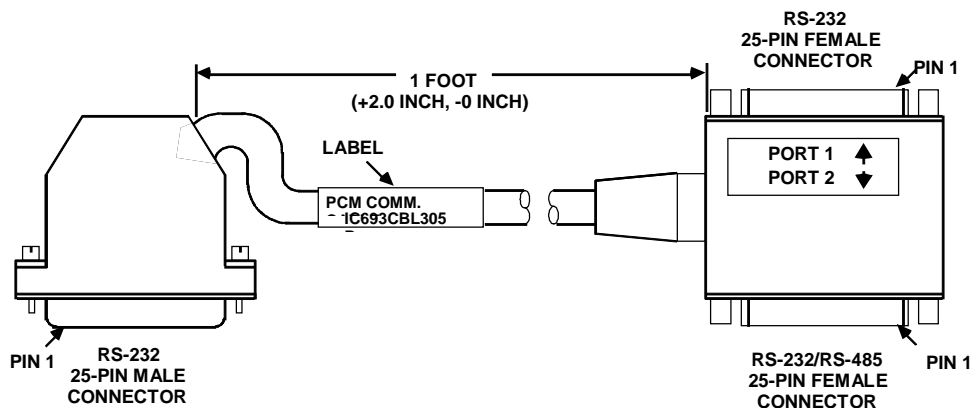 RS-232
25-PIN FEMALE
CONNECTOR
PIN 1
1 FOOT
(+2.0 INCH, -0 INCH)
LABEL
PORT 1
PORT 2
PCM COMM.
IC693CBL305
PIN 1
RS-232
25-PIN MALE
CONNECTOR
RS-232/RS-485
25-PIN FEMALE
CONNECTOR
PIN 1